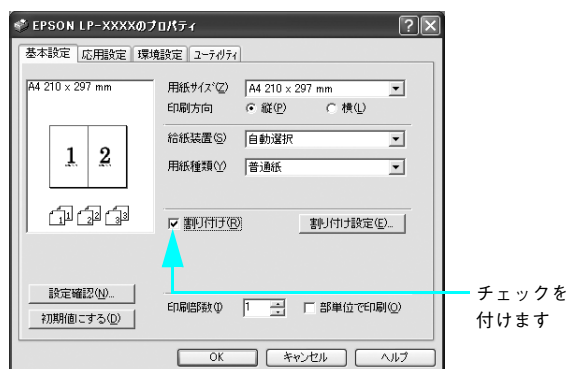 EPSON LP-XXXXのプロパティ
基本設定 応用設定 環境設定 ユーティリティ
A4 210 x 297 mm
1 2
1 2 3
用紙サイズ(Z) A4 210 x 297 mm
印刷方向 縦(P) 横(L)
給紙装置(S) 自動選択
用紙種類(Y) 普通紙
割り付け(R) 割り付け設定(E)...
設定確認(N)...
初期値にする(D)
印刷部数(I) 1 部単位で印刷(O)
OK キャンセル ヘルプ
チェックを
付けます